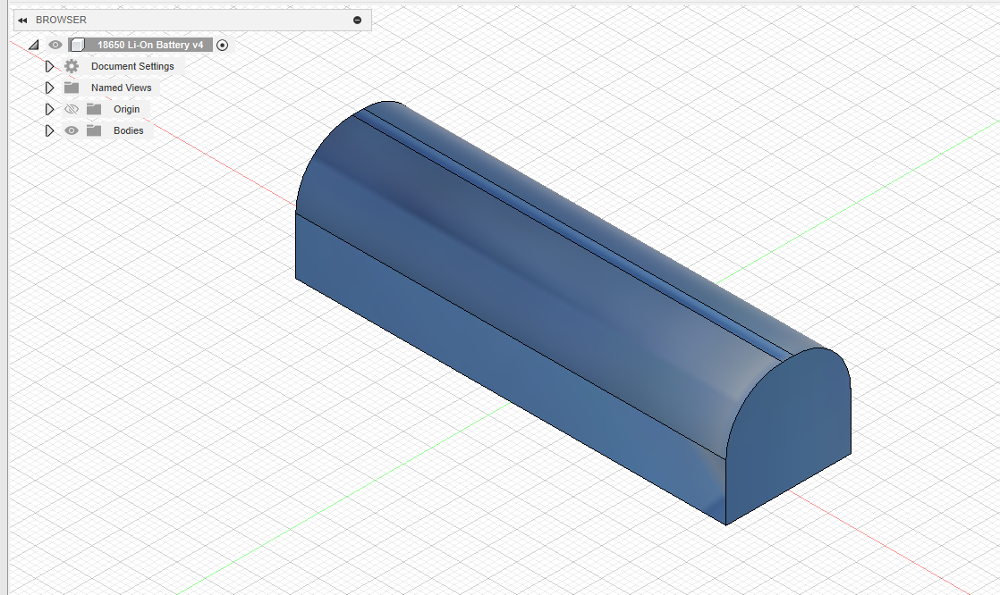 BROWSER
18650 Li-On Battery v4
Document Settings
Named Views
Origin
Bodies